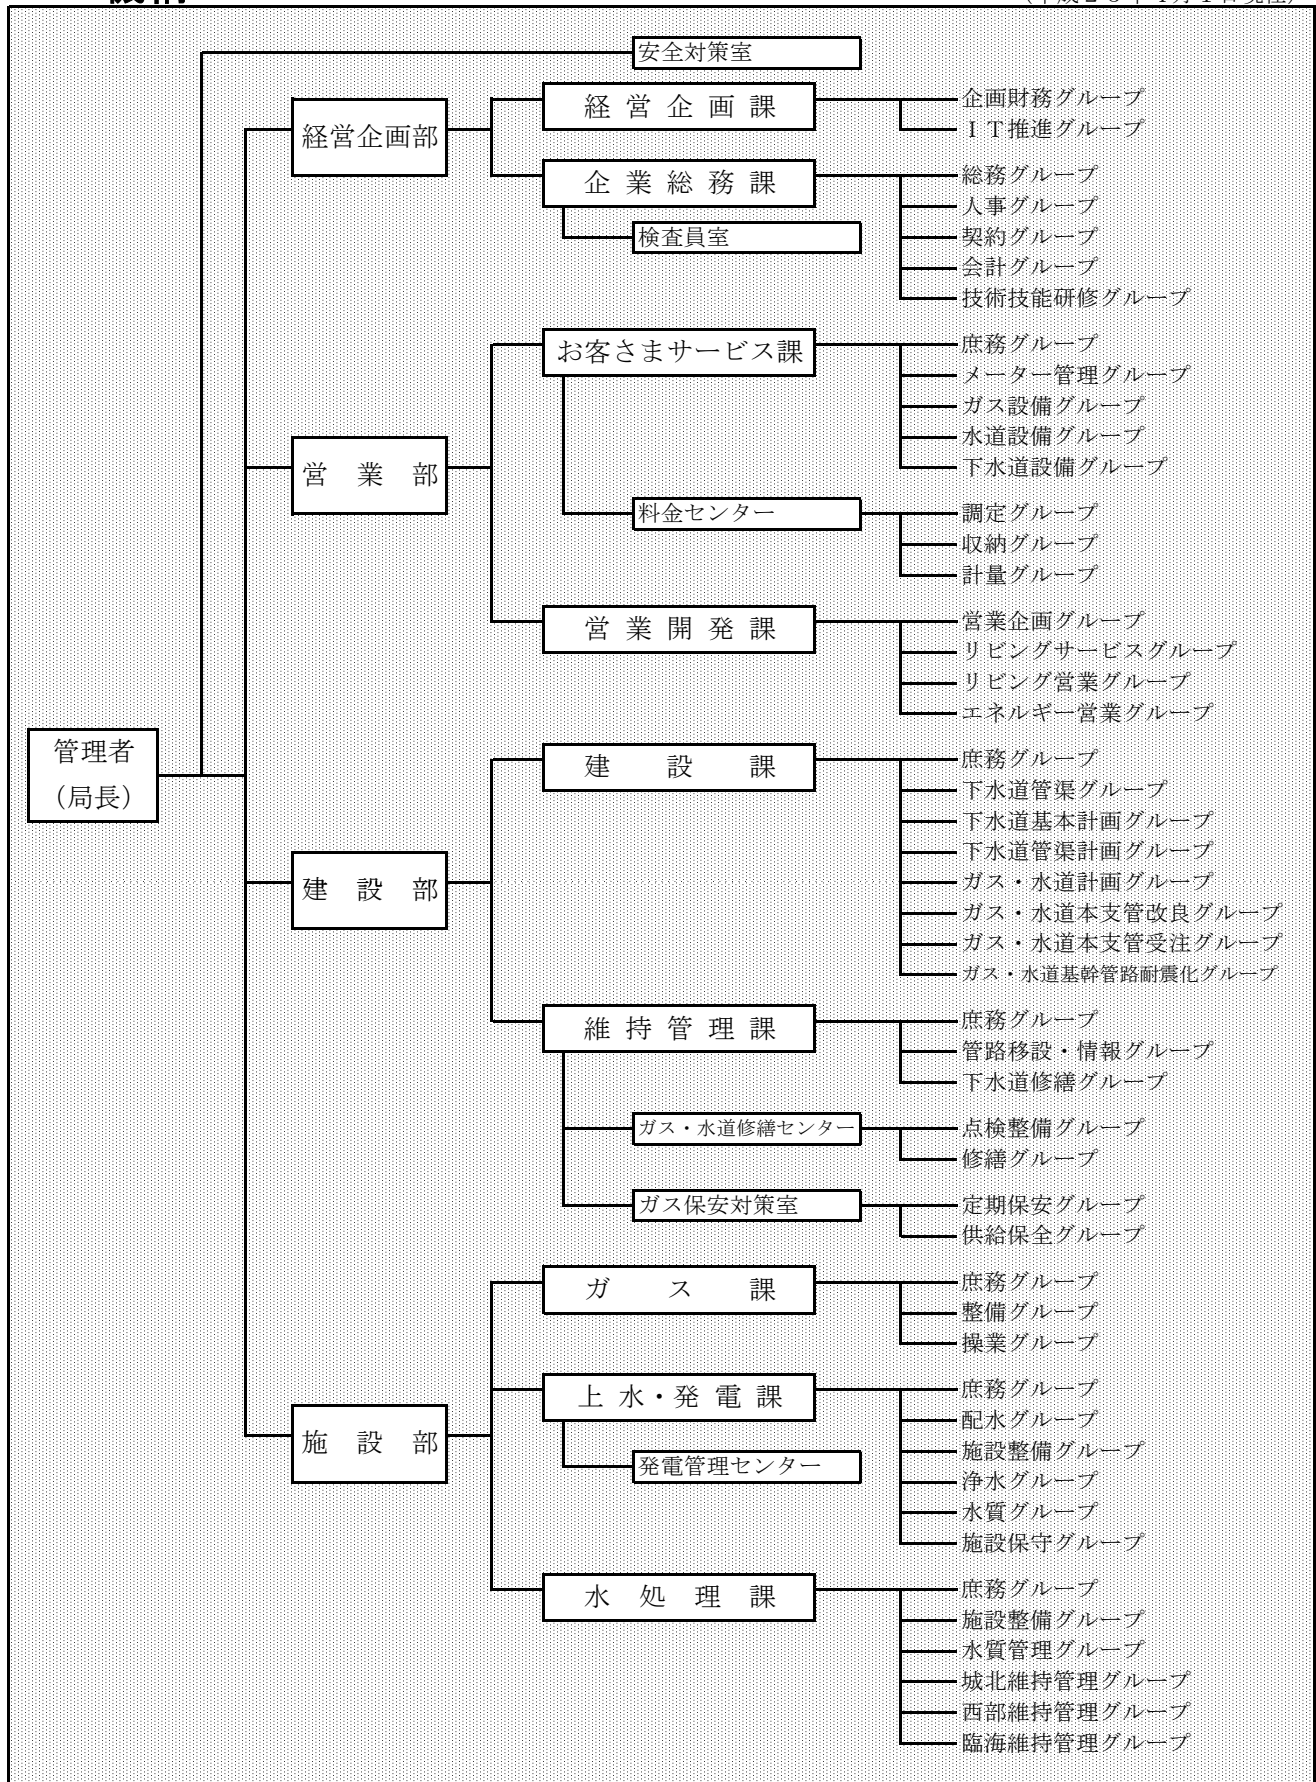 安全対策室
経営企画部
経営企画課
企画財務グループ
ＩＴ推進グループ
企業総務課
総務グループ
人事グループ
検査員室
契約グループ
会計グループ
技術技能研修グループ
営業部
お客さまサービス課
庶務グループ
メーター管理グループ
ガス設備グループ
水道設備グループ
下水道設備グループ
料金センター
調定グループ
収納グループ
計量グループ
営業開発課
営業企画グループ
リビングサービスグループ
リビング営業グループ
エネルギー営業グループ
管理者
（局長）
建設部
建設課
庶務グループ
下水道管渠グループ
下水道基本計画グループ
下水道管渠計画グループ
ガス・水道計画グループ
ガス・水道本支管改良グループ
ガス・水道本支管受注グループ
ガス・水道基幹管路耐震化グループ
維持管理課
庶務グループ
管路移設・情報グループ
下水道修繕グループ
ガス・水道修繕センター
点検整備グループ
修繕グループ
ガス保安対策室
定期保安グループ
供給保全グループ
施設部
ガス課
庶務グループ
整備グループ
操業グループ
上水・発電課
庶務グループ
配水グループ
発電管理センター
施設整備グループ
浄水グループ
水質グループ
施設保守グループ
水処理課
庶務グループ
施設整備グループ
水質管理グループ
城北維持管理グループ
西部維持管理グループ
臨海維持管理グループ